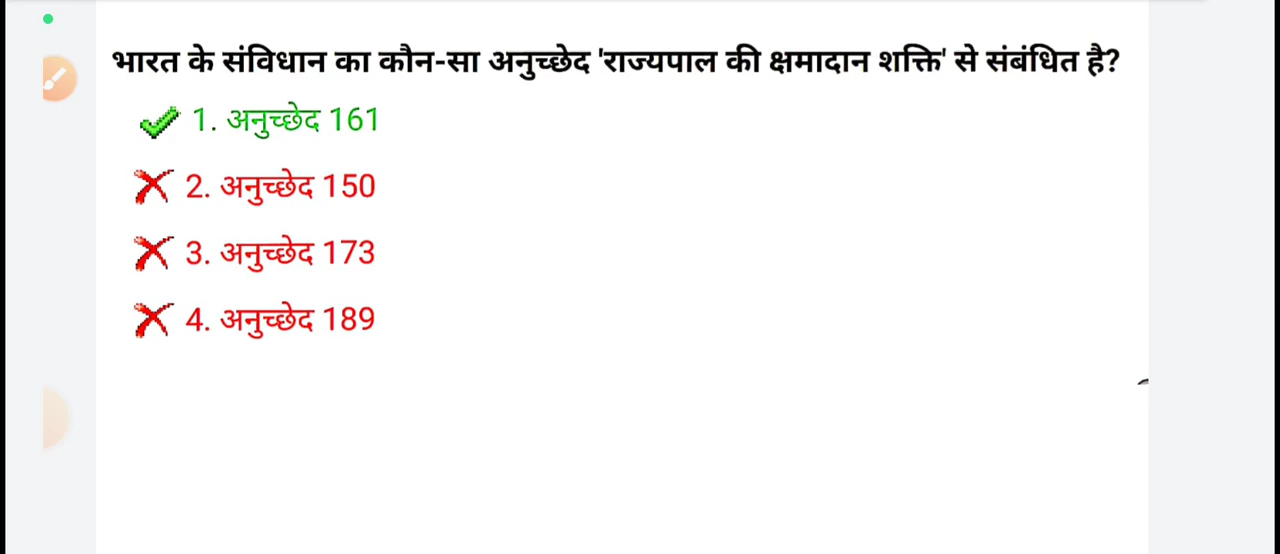 भारत के संविधान का कौन-सा अनुच्छेद 'राज्यपाल की क्षमादान शक्ति' से संबंधित है?
1. अनुच्छेद 161
2. अनुच्छेद 150
3. अनुच्छेद 173
4. अनुच्छेद 189